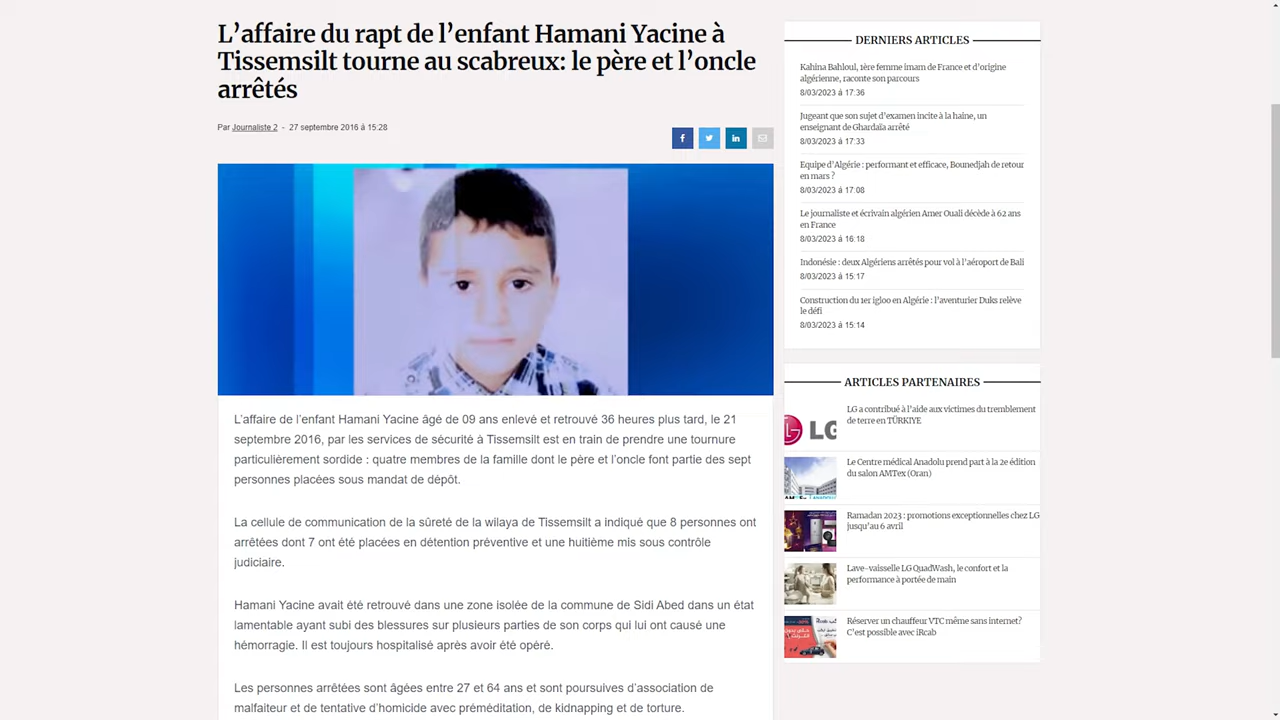 L’affaire du rapt de l’enfant Hamani Yacine à
Tissemsilt tourne au scabreux: le père et l’oncle
arrêtés
Par Journaliste 2 - 27 septembre 2016 à 15:28
L’affaire de l’enfant Hamani Yacine âgé de 09 ans enlevé et retrouvé 36 heures plus tard, le 21
septembre 2016, par les services de sécurité à Tissemsilt est en train de prendre une tournure
particulièrement sordide : quatre membres de la famille dont le père et l’oncle font partie des sept
personnes placées sous mandat de dépôt.
La cellule de communication de la sûreté de la wilaya de Tissemsilt a indiqué que 8 personnes ont
arrêtées dont 7 ont été placées en détention préventive et une huitième mis sous contrôle
judiciaire.
Hamani Yacine avait été retrouvé dans une zone isolée de la commune de Sidi Abed dans un état
lamentable ayant subi des blessures sur plusieurs parties de son corps qui lui ont causé une
hémorragie. Il est toujours hospitalisé après avoir été opéré.
Les personnes arrêtées sont âgées entre 27 et 64 ans et sont poursuivies d’association de
malfaiteur et de tentative d’homicide avec préméditation, de kidnapping et de torture.
DERNIERS ARTICLES
Kahina Bahloul, 1ère femme imam de France et d’origine
algérienne, raconte son parcours
8/03/2023 à 17:36
Jugeant que son sujet d’examen incite à la haine, un
enseignant de Ghardaïa arrêté
8/03/2023 à 17:33
Equipe d’Algérie : performant et efficace, Bounedjah de retour
en mars ?
8/03/2023 à 17:08
Le journaliste et écrivain algérien Amer Ouali décède à 62 ans
en France
8/03/2023 à 16:18
Indonésie : deux Algériens arrêtés pour vol à l’aéroport de Bali
8/03/2023 à 15:17
Construction du 1er igloo en Algérie : l’aventurier Duks relève
le défi
8/03/2023 à 15:14
ARTICLES PARTENAIRES
LG
LG a contribué à l’aide aux victimes du tremblement
de terre en TÜRKIYE
Le Centre médical Anadolu prend part à la 2e édition
du salon AMTex (Oran)
Ramadan 2023 : promotions exceptionnelles chez LG
jusqu’au 6 avril
Lave-vaisselle LG QuadWash, le confort et la
performance à portée de main
Réserver un chauffeur VTC même sans internet?
C’est possible avec iRcab